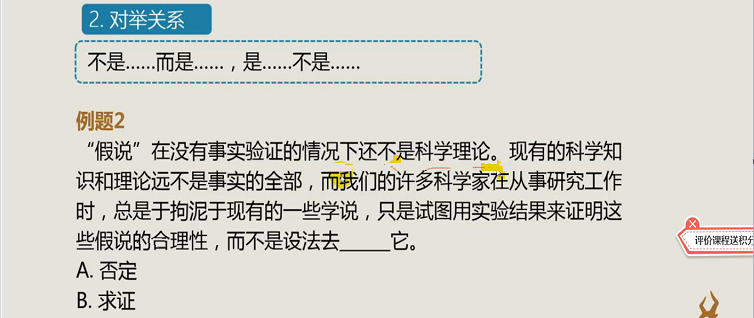 2. 对举关系
不是……而是……，是……不是……
例题2
“假说”在没有事实验证的情况下还不是科学理论。现有的科学知
识和理论远不是事实的全部，而我们的许多科学家在从事研究工作
时，总是于拘泥于现有的一些学说，只是试图用实验结果来证明这
些假说的合理性，而不是设法去_____它。
评价课程送积分
A. 否定
B. 求证